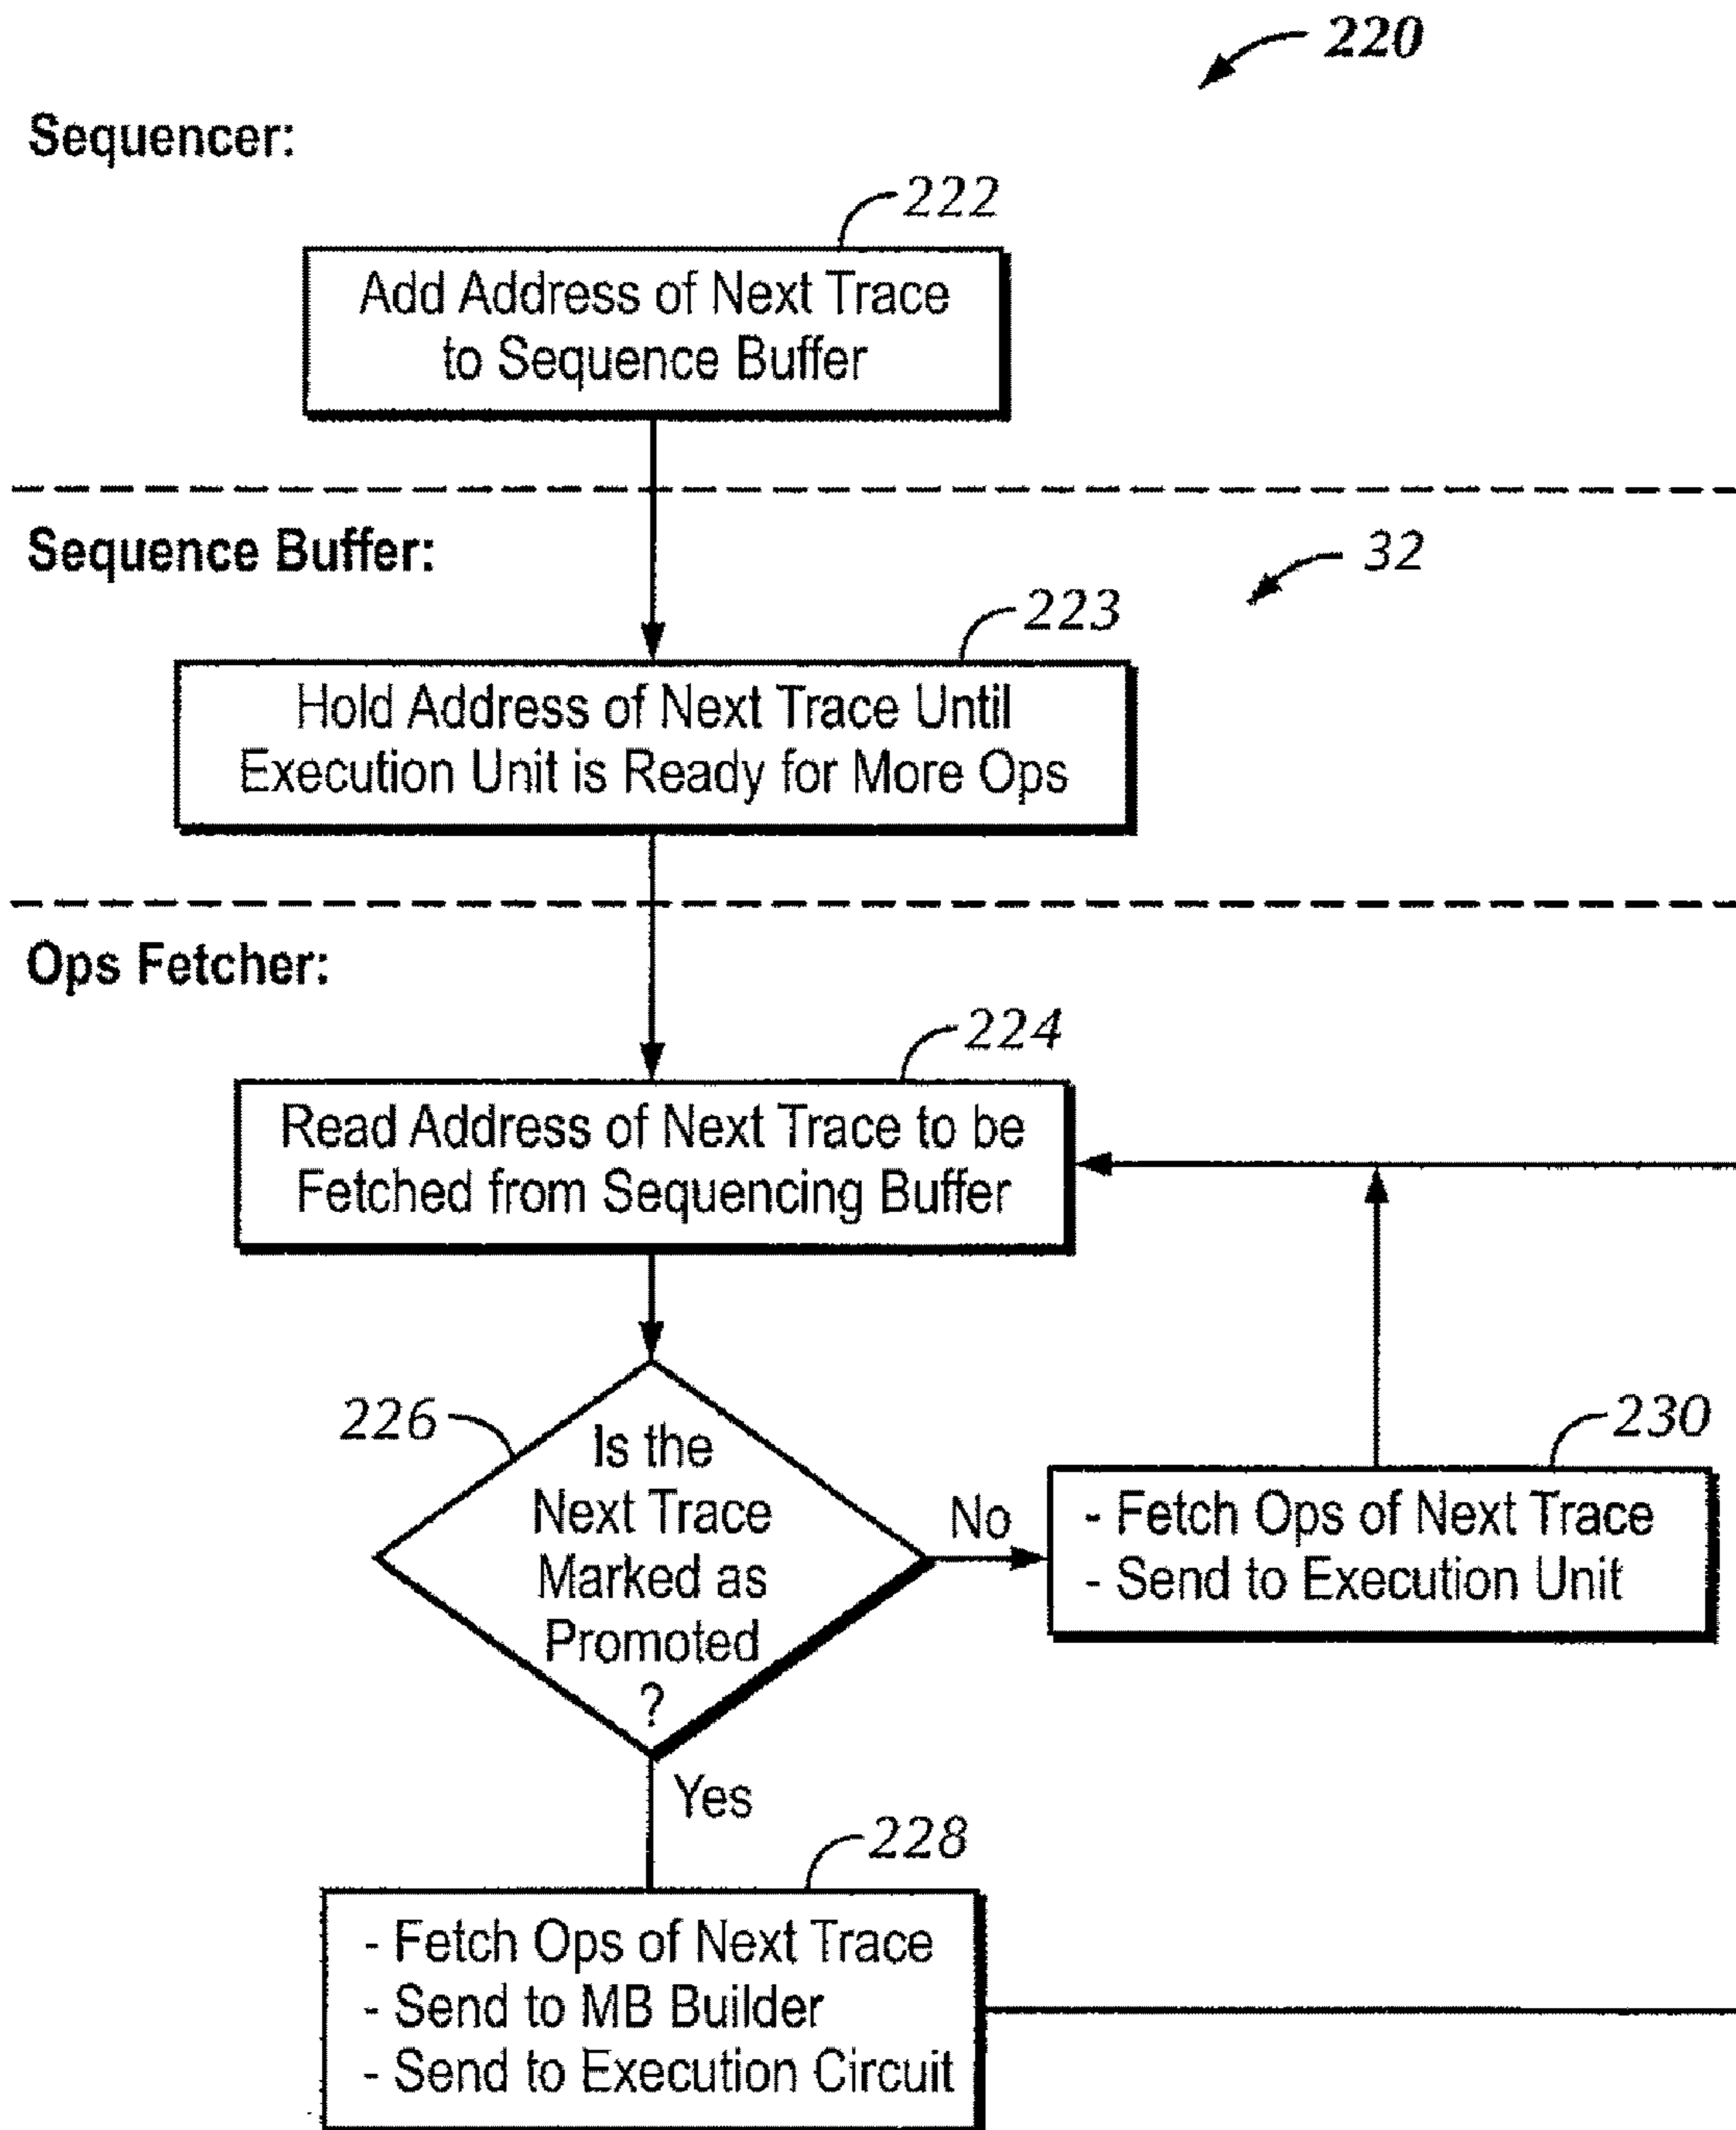 220
Sequencer:
222
Add Address of Next Trace
to Sequence Buffer
Sequence Buffer:
32
223
Hold Address of Next Trace Until
Execution Unit is Ready for More Ops
Ops Fetcher:
224
Read Address of Next Trace to be
Fetched from Sequencing Buffer
226
Is the
Next Trace
Marked as
Promoted
?
No
230
- Fetch Ops of Next Trace
- Send to Execution Unit
Yes
228
- Fetch Ops of Next Trace
- Send to MB Builder
- Send to Execution Circuit